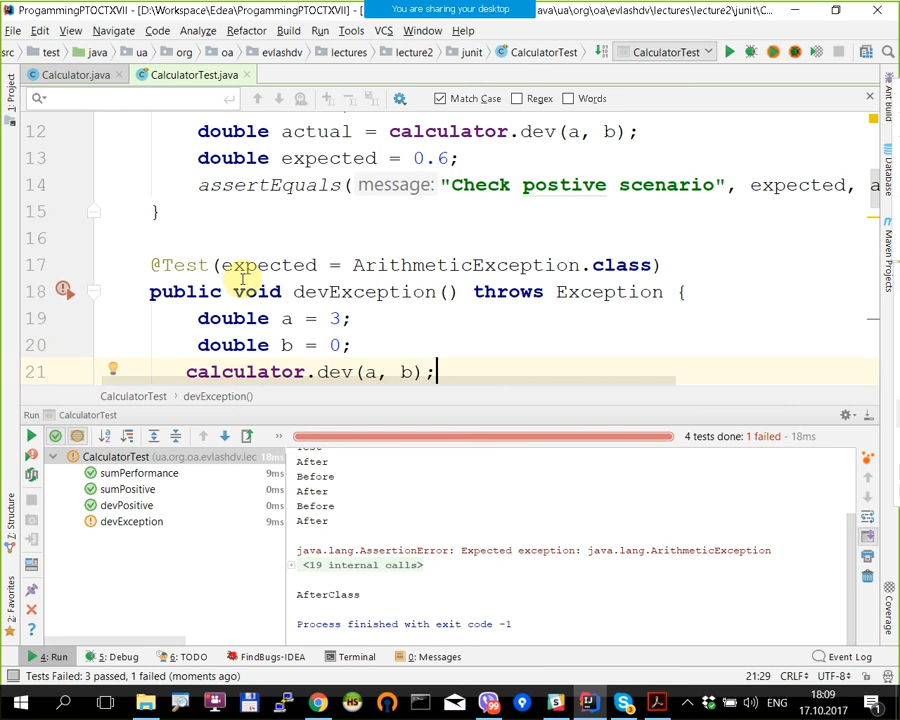 ProgammingPTOCTXVII - [D:\Workspace\Edea\ProgammingPTOCTXVII] - [
You are sharing your desktop
ava\ua\org\oa\evlashdv\lectures\lecture2\junit\C...
File Edit View Navigate Code Analyze Refactor Build Run Tools VCS Window Help
src test java ua org oa evlashdv lectures lecture2 junit CalculatorTest CalculatorTest
Calculator.java CalculatorTest.java
Match Case Regex Words
12 double actual = calculator.dev(a, b);
13 double expected = 0.6;
14 assertEquals( message: "Check postive scenario", expected, a
15 }
16
17 @Test(expected = ArithmeticException.class)
18 public void devException() throws Exception {
19 double a = 3;
20 double b = 0;
21 calculator.dev(a, b);
CalculatorTest devException()
Run CalculatorTest
4 tests done: 1 failed - 18ms
CalculatorTest (ua.org.oa.evlashdv.lec 18ms
sumPerformance 9ms
sumPositive 0ms
devPositive 0ms
devException 9ms
Test
After
Before
After
Before
After
java.lang.AssertionError: Expected exception: java.lang.ArithmeticException
<19 internal calls>
AfterClass
Process finished with exit code -1
1: Project
7: Structure
2: Favorites
Ant Build
Database
Maven Projects
Coverage
4: Run 5: Debug 6: TODO FindBugs-IDEA Terminal 0: Messages Event Log
Tests Failed: 3 passed, 1 failed (moments ago) 21:29 CRLF UTF-8
99
ENG
18:09
17.10.2017
1